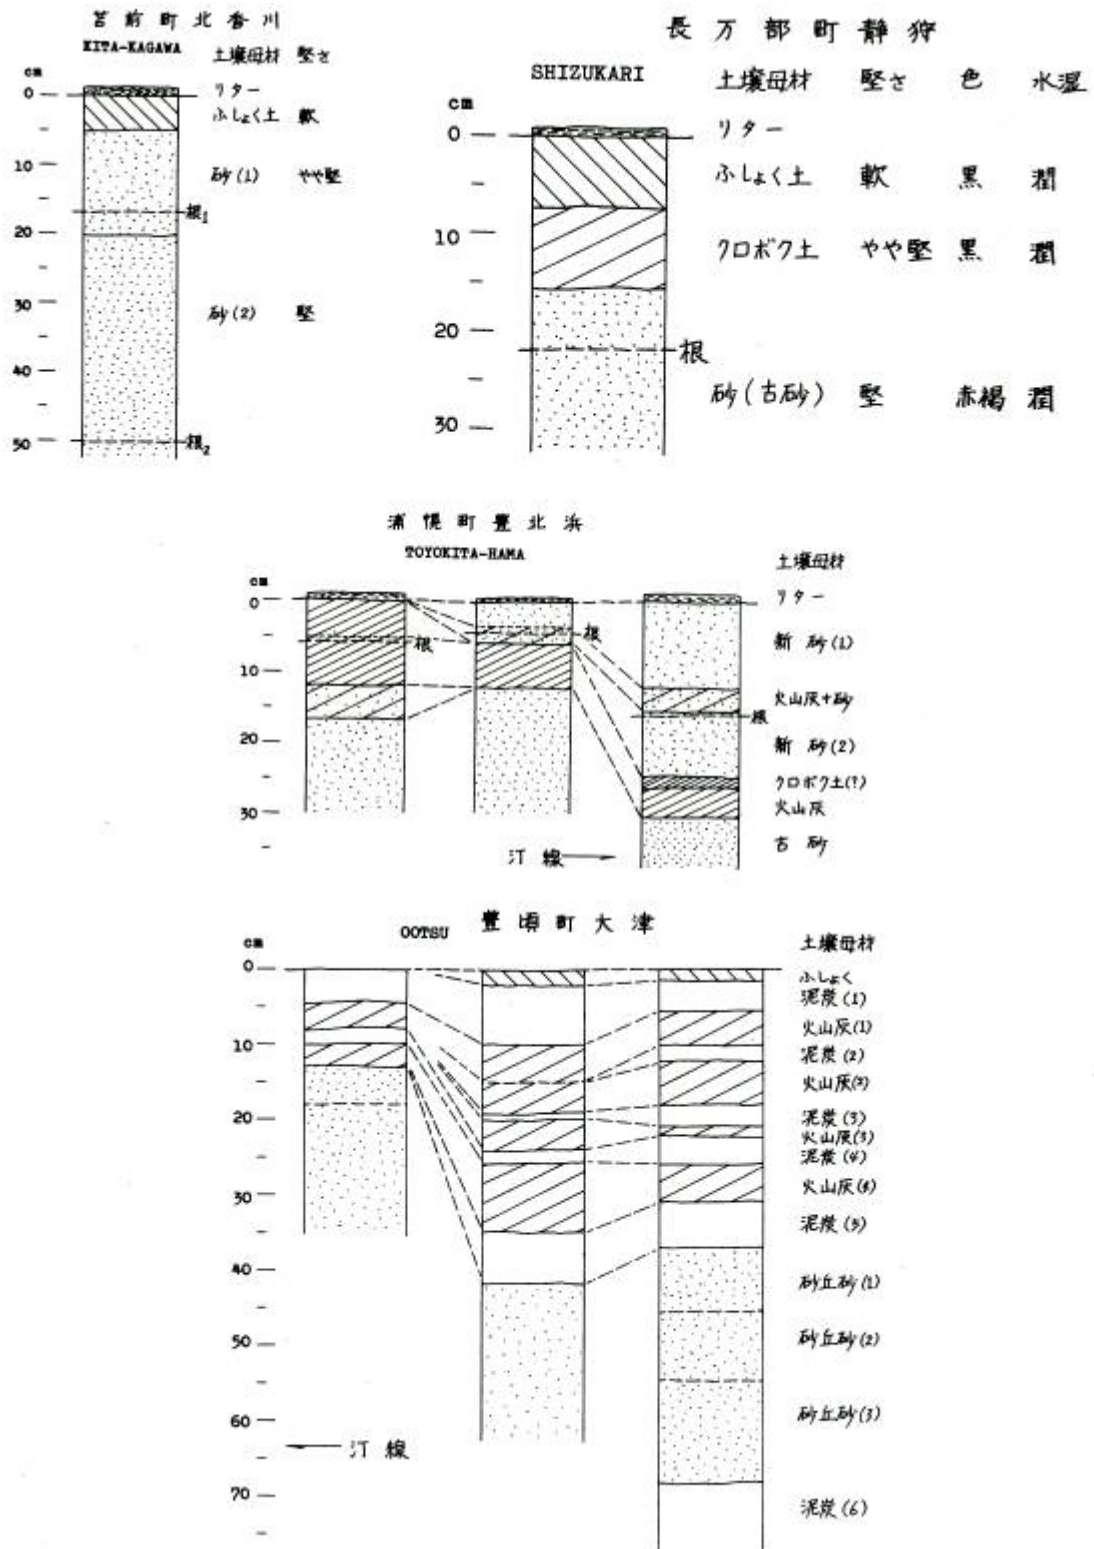 苫前町北香川
KITA-KAGAWA
土壌母材 堅さ
cm
0 リター
ふしょく土 軟
10 砂(1) やや堅
根1
20
30 砂(2) 堅
40
50 根2
長万部町静狩
SHIZUKARI
土壌母材 堅さ 色 水湿
cm
0 リター
ふしょく土 軟 黒 潤
10 クロボク土 やや堅 黒 潤
20
根
砂(古砂) 堅 赤褐 潤
30
浦幌町豊北浜
TOYOKITA-HAMA
土壌母材
cm
0 リター
根 根 新砂(1)
10
火山灰+砂
根
20 新砂(2)
クロボク土(?)
30 火山灰
古砂
汀線
豊頃町大津
OOTSU
土壌母材
cm
0 ふしょく
泥炭(1)
火山灰(1)
10 泥炭(2)
火山灰(2)
20 泥炭(3)
火山灰(3)
泥炭(4)
30 火山灰(4)
泥炭(5)
40 砂丘砂(1)
50 砂丘砂(2)
60 砂丘砂(3)
汀線
70 泥炭(6)